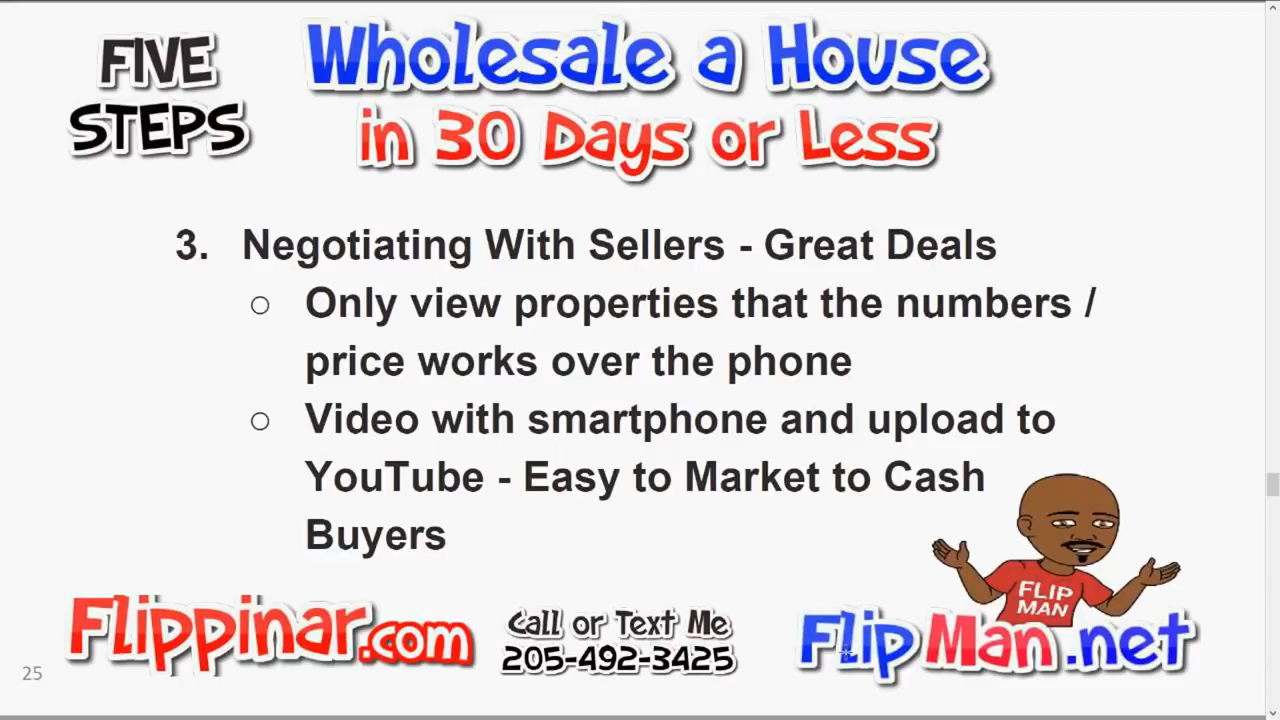 FIVE
STEPS
Wholesale a House
in 30 Days or Less
3. Negotiating With Sellers - Great Deals
○ Only view properties that the numbers /
price works over the phone
○ Video with smartphone and upload to
YouTube - Easy to Market to Cash
Buyers
FLIP
MAN
Flippinar.com
Call or Text Me
205-492-3425
FlipMan.net
25